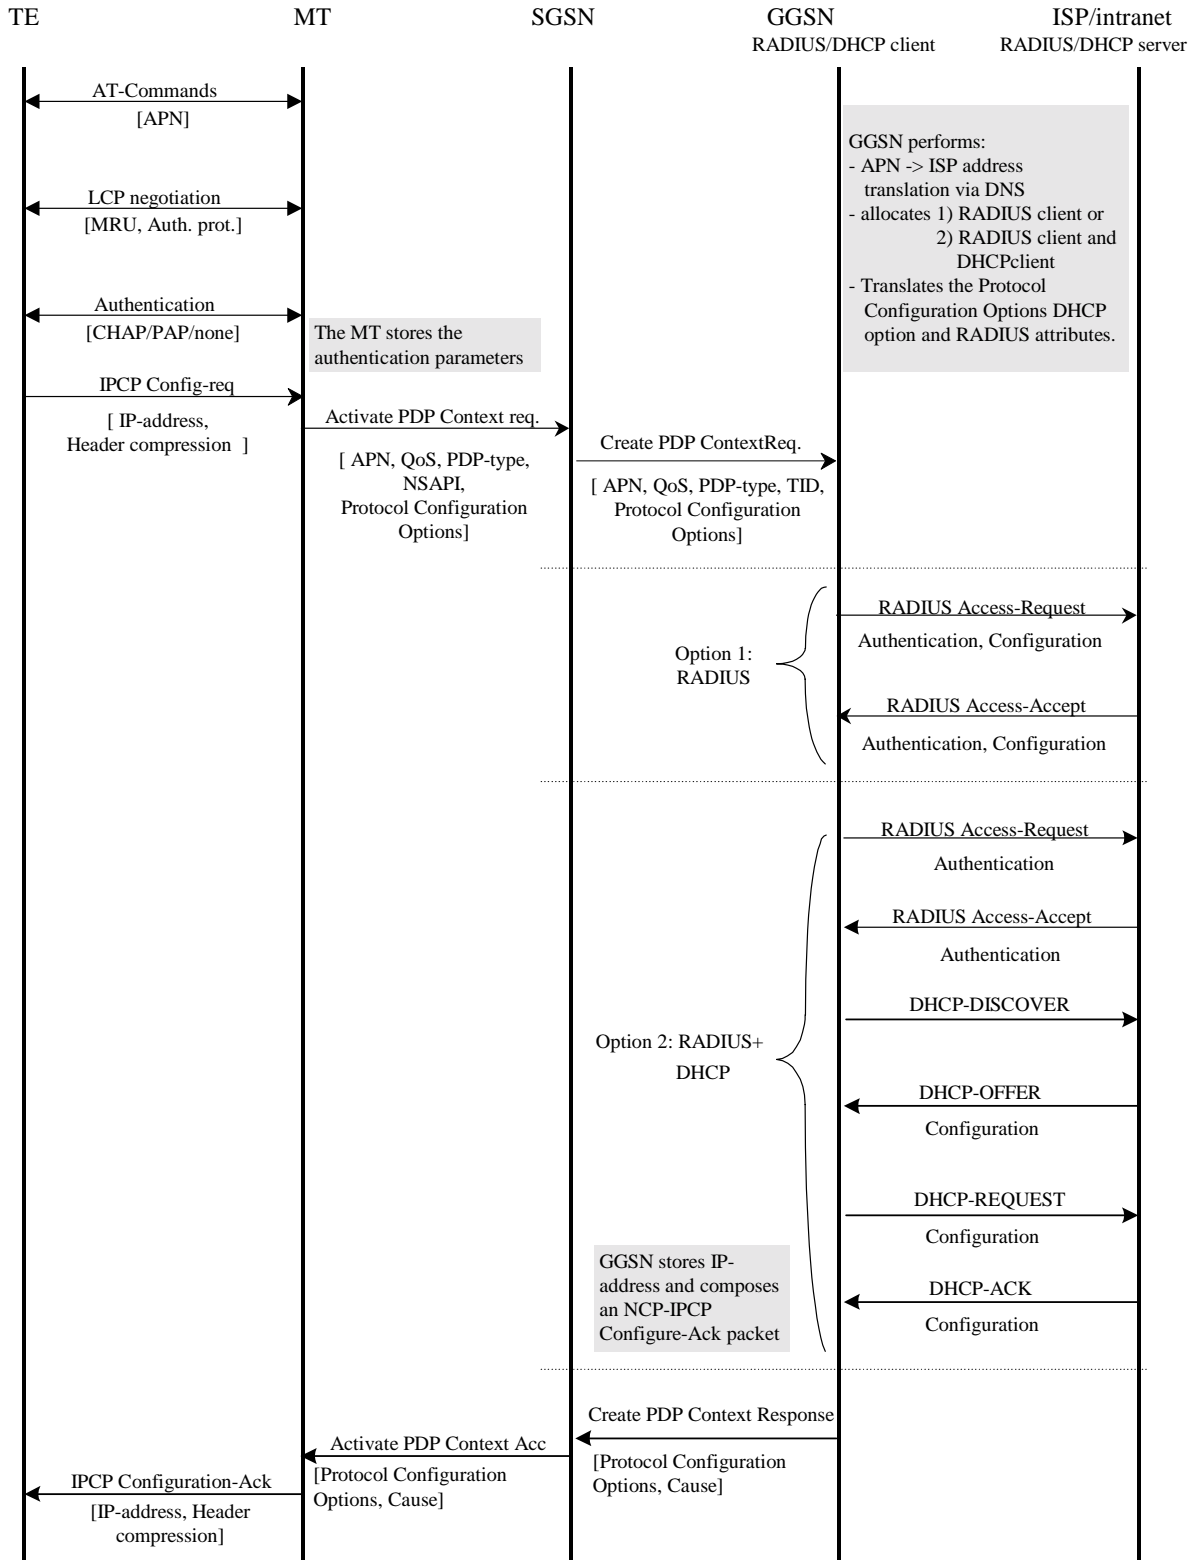 TE
MT
SGSN
GGSN
ISP/intranet
RADIUS/DHCP client
RADIUS/DHCP server
AT-Commands
[APN]
GGSN performs:
- APN -> ISP address
translation via DNS
- allocates 1) RADIUS client or
2) RADIUS client and
DHCPclient
- Translates the Protocol
Configuration Options DHCP
option and RADIUS attributes.
LCP negotiation
[MRU, Auth. prot.]
Authentication
[CHAP/PAP/none]
The MT stores the
authentication parameters
IPCP Config-req
[ IP-address,
Header compression ]
Activate PDP Context req.
[ APN, QoS, PDP-type,
NSAPI,
Protocol Configuration
Options]
Create PDP ContextReq.
[ APN, QoS, PDP-type, TID,
Protocol Configuration
Options]
Option 1:
RADIUS
RADIUS Access-Request
Authentication, Configuration
RADIUS Access-Accept
Authentication, Configuration
Option 2: RADIUS+
DHCP
RADIUS Access-Request
Authentication
RADIUS Access-Accept
Authentication
DHCP-DISCOVER
DHCP-OFFER
Configuration
DHCP-REQUEST
Configuration
DHCP-ACK
Configuration
GGSN stores IP-
address and composes
an NCP-IPCP
Configure-Ack packet
Create PDP Context Response
[Protocol Configuration
Options, Cause]
Activate PDP Context Acc
[Protocol Configuration
Options, Cause]
IPCP Configuration-Ack
[IP-address, Header
compression]